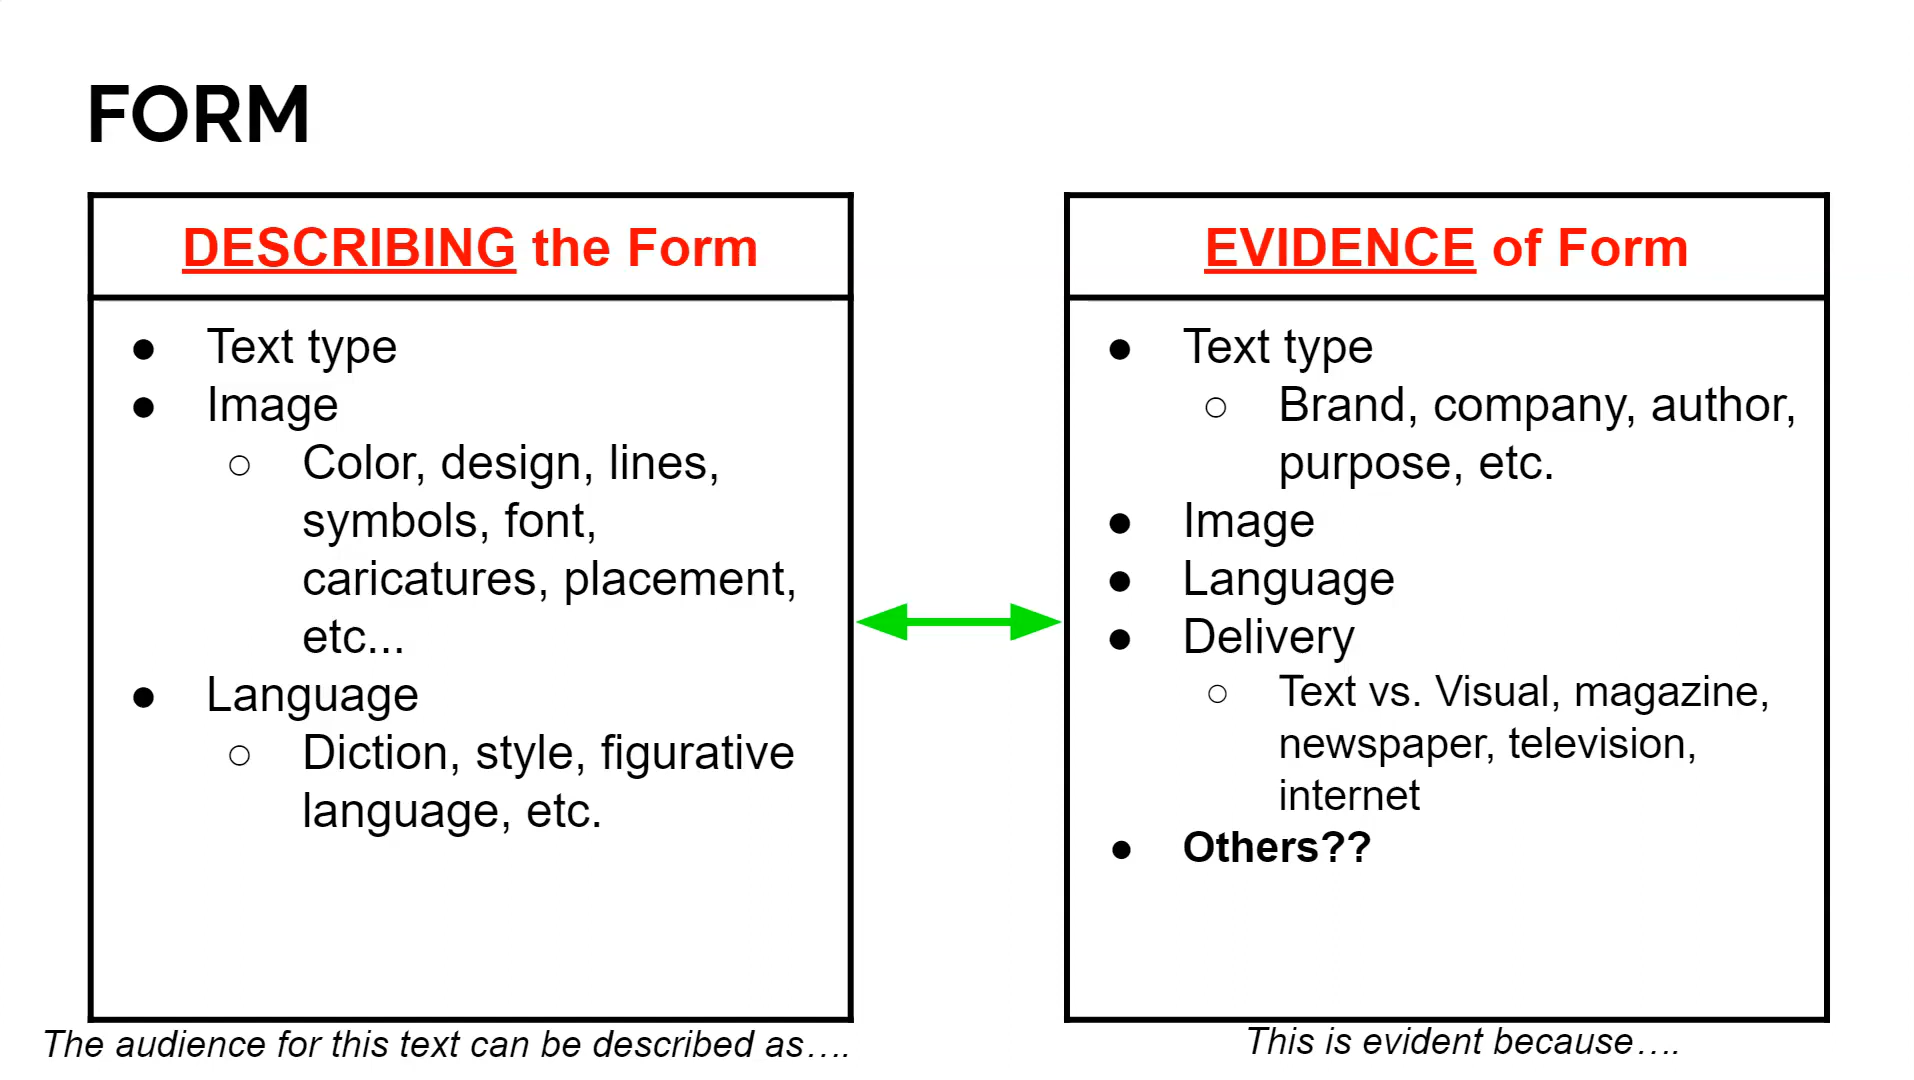 FORM
DESCRIBING the Form
● Text type
● Image
○ Color, design, lines,
symbols, font,
caricatures, placement,
etc...
● Language
○ Diction, style, figurative
language, etc.
The audience for this text can be described as….
EVIDENCE of Form
● Text type
○ Brand, company, author,
purpose, etc.
● Image
● Language
● Delivery
○ Text vs. Visual, magazine,
newspaper, television,
internet
● Others??
This is evident because….